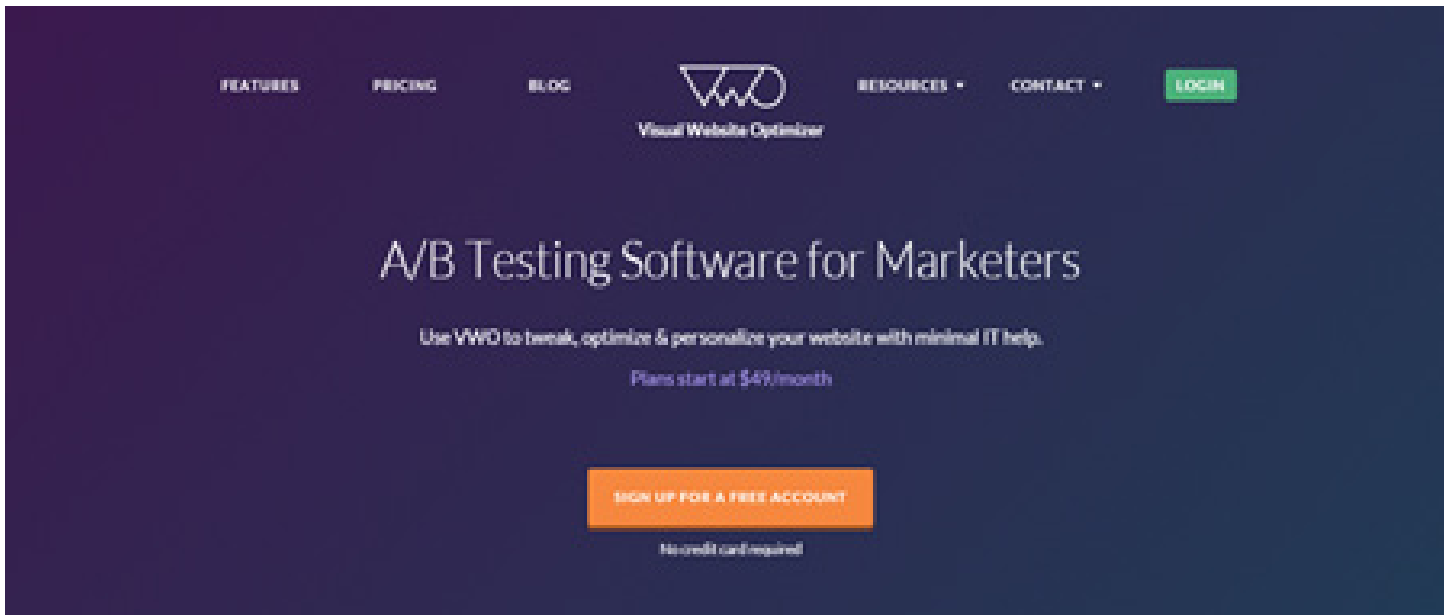 FEATURES PRICING BLOG VWO RESOURCES CONTACT LOGIN
Visual Website Optimizer
A/B Testing Software for Marketers
Use VWO to tweak, optimize & personalize your website with minimal IT help.
Plans start at $49/month
SIGN UP FOR A FREE ACCOUNT
No credit card required